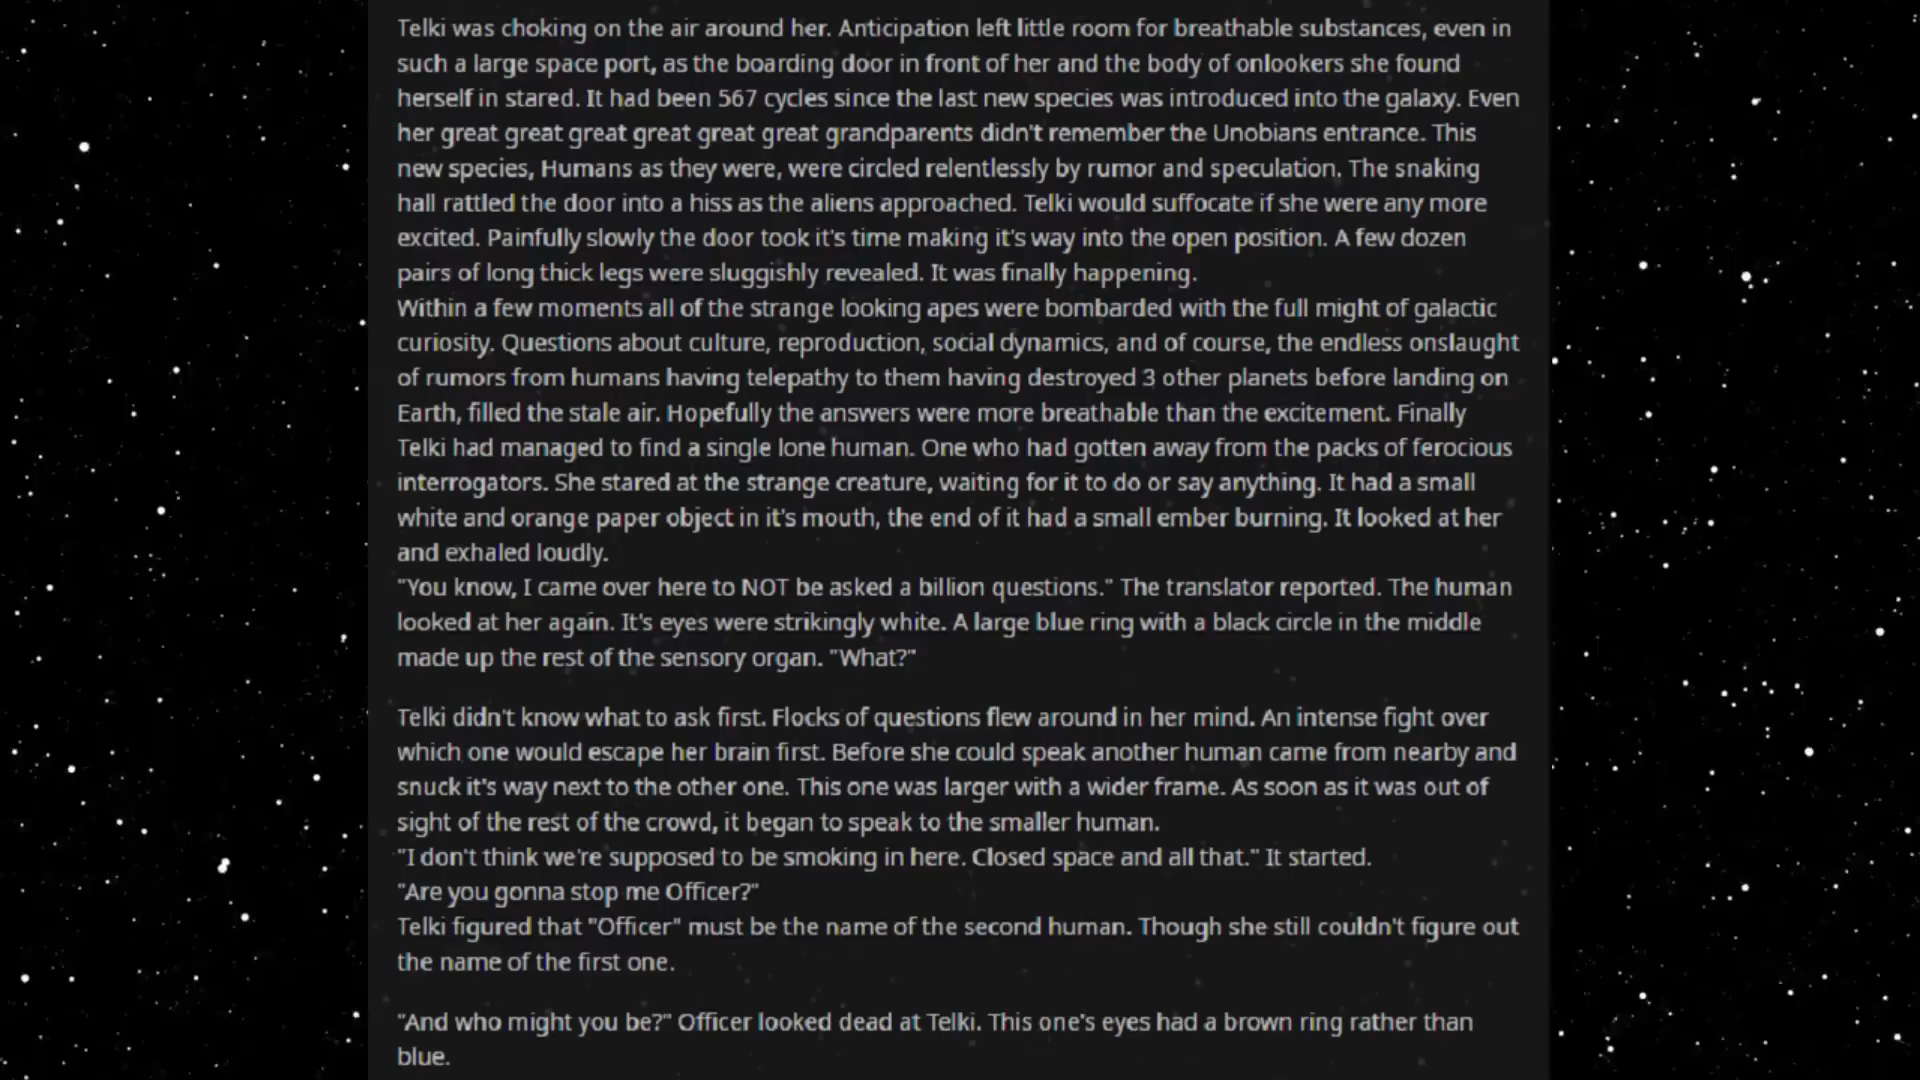 Telki was choking on the air around her. Anticipation left little room for breathable substances, even in
such a large space port, as the boarding door in front of her and the body of onlookers she found
herself in stared. It had been 567 cycles since the last new species was introduced into the galaxy. Even
her great great great great great great grandparents didn't remember the Unobians entrance. This
new species, Humans as they were, were circled relentlessly by rumor and speculation. The snaking
hall rattled the door into a hiss as the aliens approached. Telki would suffocate if she were any more
excited. Painfully slowly the door took it's time making it's way into the open position. A few dozen
pairs of long thick legs were sluggishly revealed. It was finally happening.
Within a few moments all of the strange looking apes were bombarded with the full might of galactic
curiosity. Questions about culture, reproduction, social dynamics, and of course, the endless onslaught
of rumors from humans having telepathy to them having destroyed 3 other planets before landing on
Earth, filled the stale air. Hopefully the answers were more breathable than the excitement. Finally
Telki had managed to find a single lone human. One who had gotten away from the packs of ferocious
interrogators. She stared at the strange creature, waiting for it to do or say anything. It had a small
white and orange paper object in it's mouth, the end of it had a small ember burning. It looked at her
and exhaled loudly.
"You know, I came over here to NOT be asked a billion questions." The translator reported. The human
looked at her again. It's eyes were strikingly white. A large blue ring with a black circle in the middle
made up the rest of the sensory organ. "What?"
Telki didn't know what to ask first. Flocks of questions flew around in her mind. An intense fight over
which one would escape her brain first. Before she could speak another human came from nearby and
snuck it's way next to the other one. This one was larger with a wider frame. As soon as it was out of
sight of the rest of the crowd, it began to speak to the smaller human.
"I don't think we're supposed to be smoking in here. Closed space and all that." It started.
"Are you gonna stop me Officer?"
Telki figured that "Officer" must be the name of the second human. Though she still couldn't figure out
the name of the first one.
"And who might you be?" Officer looked dead at Telki. This one's eyes had a brown ring rather than
blue.